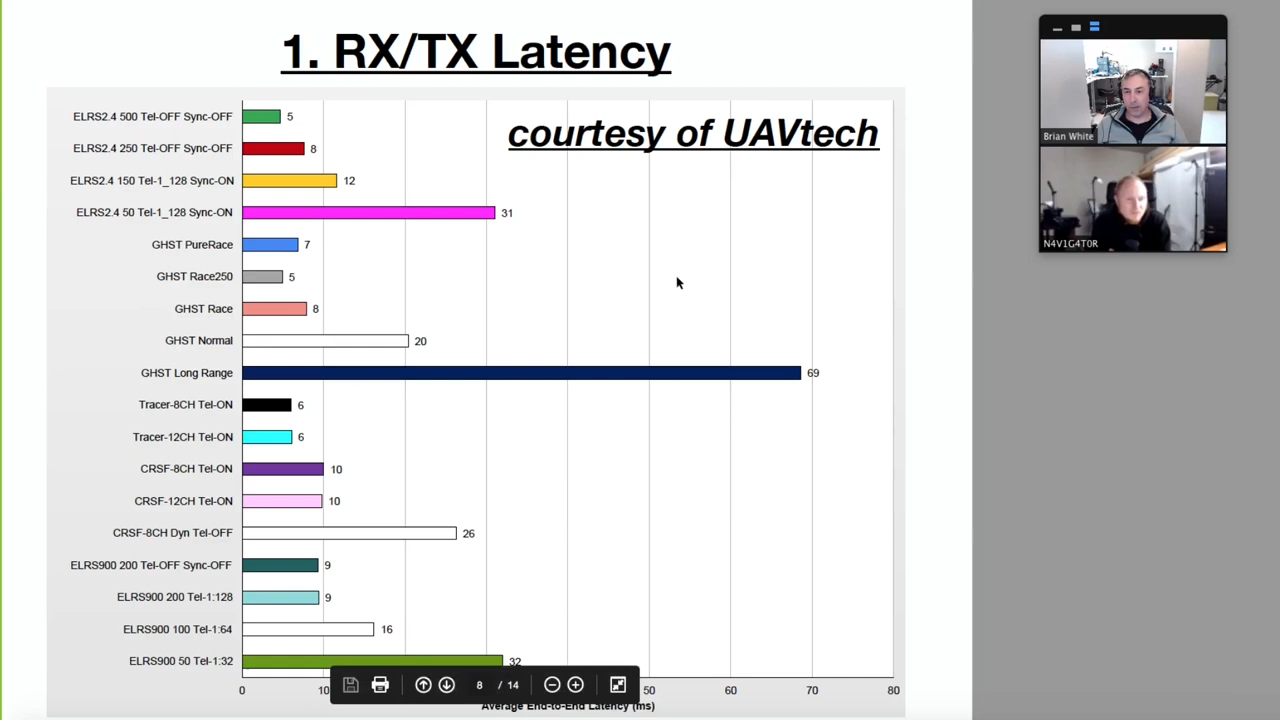 1. RX/TX Latency
courtesy of UAVtech
ELRS2.4 500 Tel-OFF Sync-OFF 5
ELRS2.4 250 Tel-OFF Sync-OFF 8
ELRS2.4 150 Tel-1_128 Sync-ON 12
ELRS2.4 50 Tel-1_128 Sync-ON 31
GHST PureRace 7
GHST Race250 5
GHST Race 8
GHST Normal 20
GHST Long Range 69
Tracer-8CH Tel-ON 6
Tracer-12CH Tel-ON 6
CRSF-8CH Tel-ON 10
CRSF-12CH Tel-ON 10
CRSF-8CH Dyn Tel-OFF 26
ELRS900 200 Tel-OFF Sync-OFF 9
ELRS900 200 Tel-1:128 9
ELRS900 100 Tel-1:64 16
ELRS900 50 Tel-1:32 32
0 10 50 60 70 80
Average End-to-End Latency (ms)
8 / 14
Brian White
N4V1G4T0R